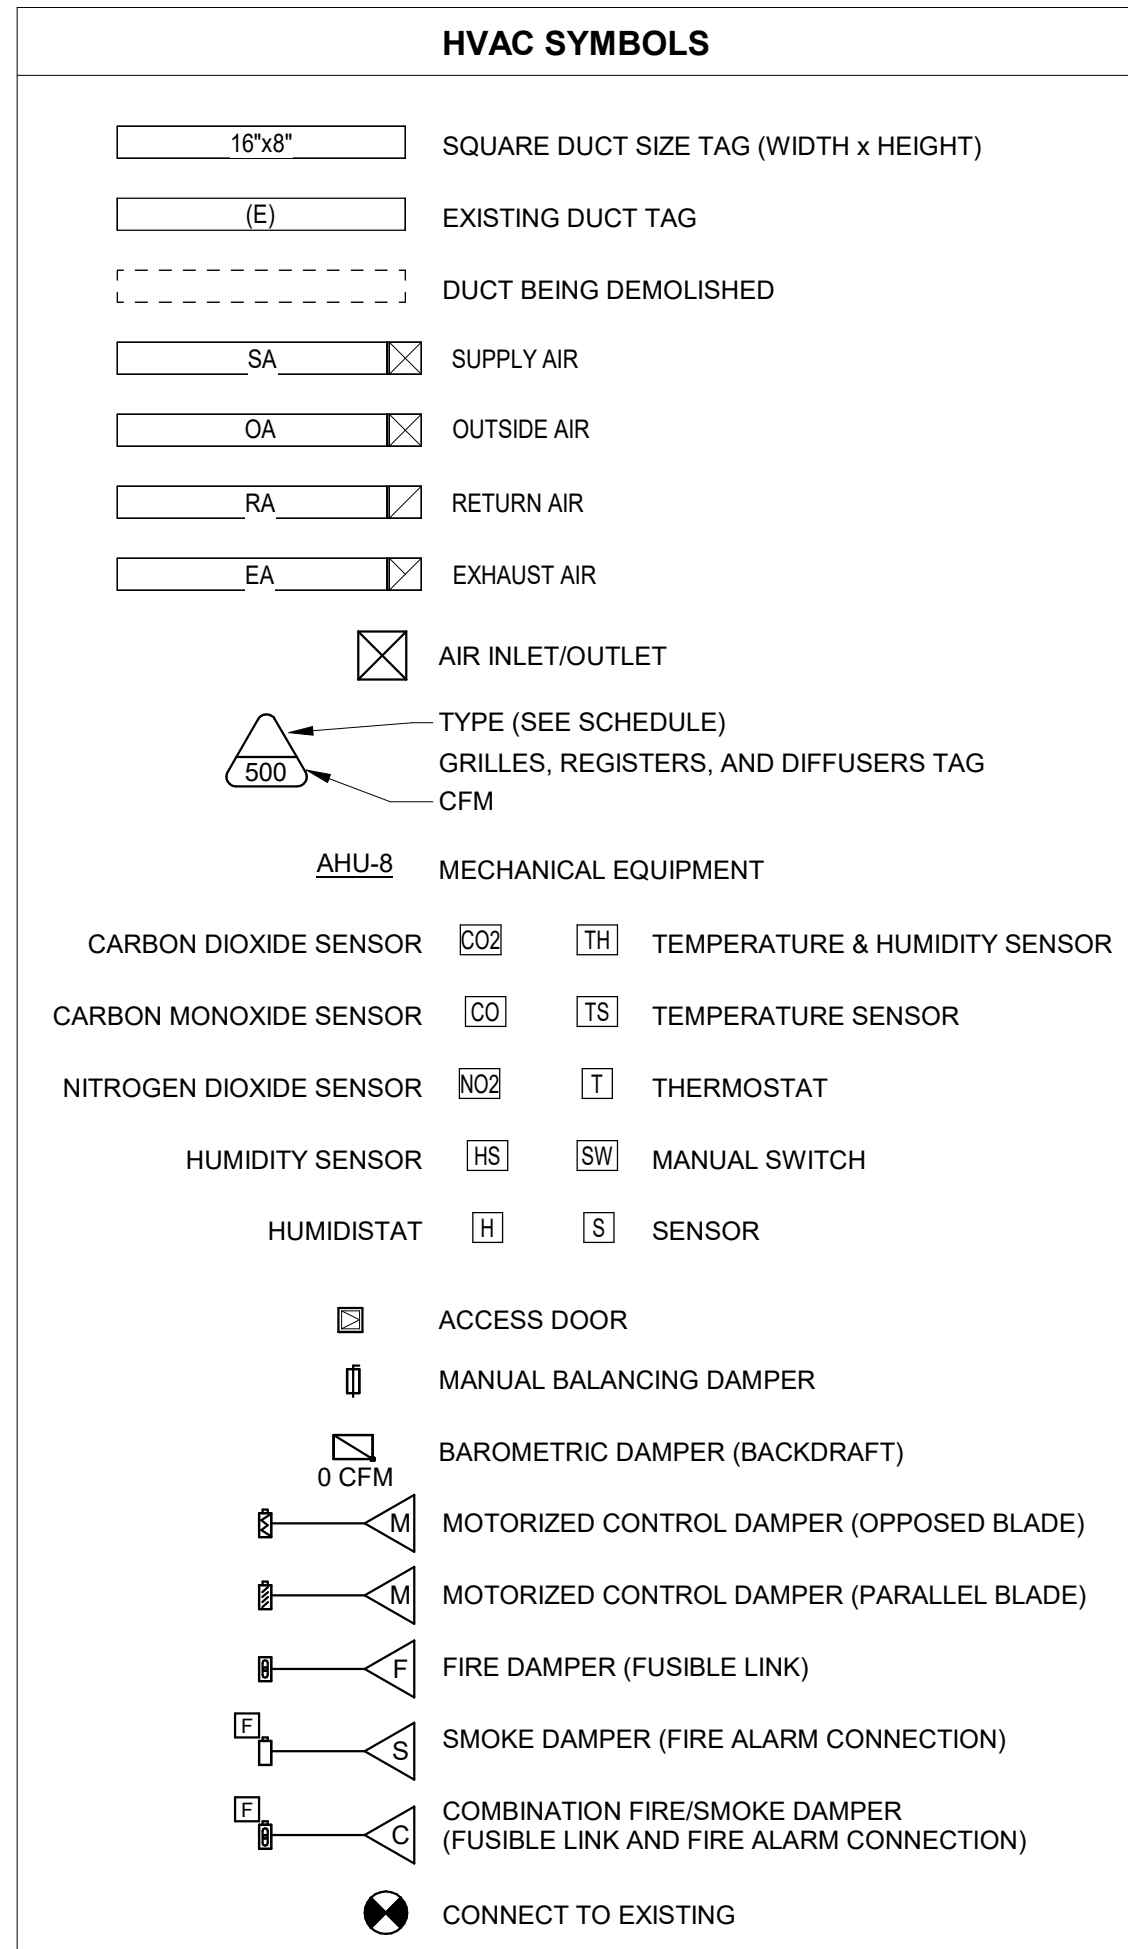 HVAC SYMBOLS
16"x8" SQUARE DUCT SIZE TAG (WIDTH x HEIGHT)
(E) EXISTING DUCT TAG
DUCT BEING DEMOLISHED
SA SUPPLY AIR
OA OUTSIDE AIR
RA RETURN AIR
EA EXHAUST AIR
AIR INLET/OUTLET
TYPE (SEE SCHEDULE)
500 GRILLES, REGISTERS, AND DIFFUSERS TAG
CFM
AHU-8 MECHANICAL EQUIPMENT
CARBON DIOXIDE SENSOR CO2 TH TEMPERATURE & HUMIDITY SENSOR
CARBON MONOXIDE SENSOR CO TS TEMPERATURE SENSOR
NITROGEN DIOXIDE SENSOR NO2 T THERMOSTAT
HUMIDITY SENSOR HS SW MANUAL SWITCH
HUMIDISTAT H S SENSOR
ACCESS DOOR
MANUAL BALANCING DAMPER
BAROMETRIC DAMPER (BACKDRAFT)
0 CFM
M MOTORIZED CONTROL DAMPER (OPPOSED BLADE)
M MOTORIZED CONTROL DAMPER (PARALLEL BLADE)
F FIRE DAMPER (FUSIBLE LINK)
F S SMOKE DAMPER (FIRE ALARM CONNECTION)
F C COMBINATION FIRE/SMOKE DAMPER
(FUSIBLE LINK AND FIRE ALARM CONNECTION)
CONNECT TO EXISTING